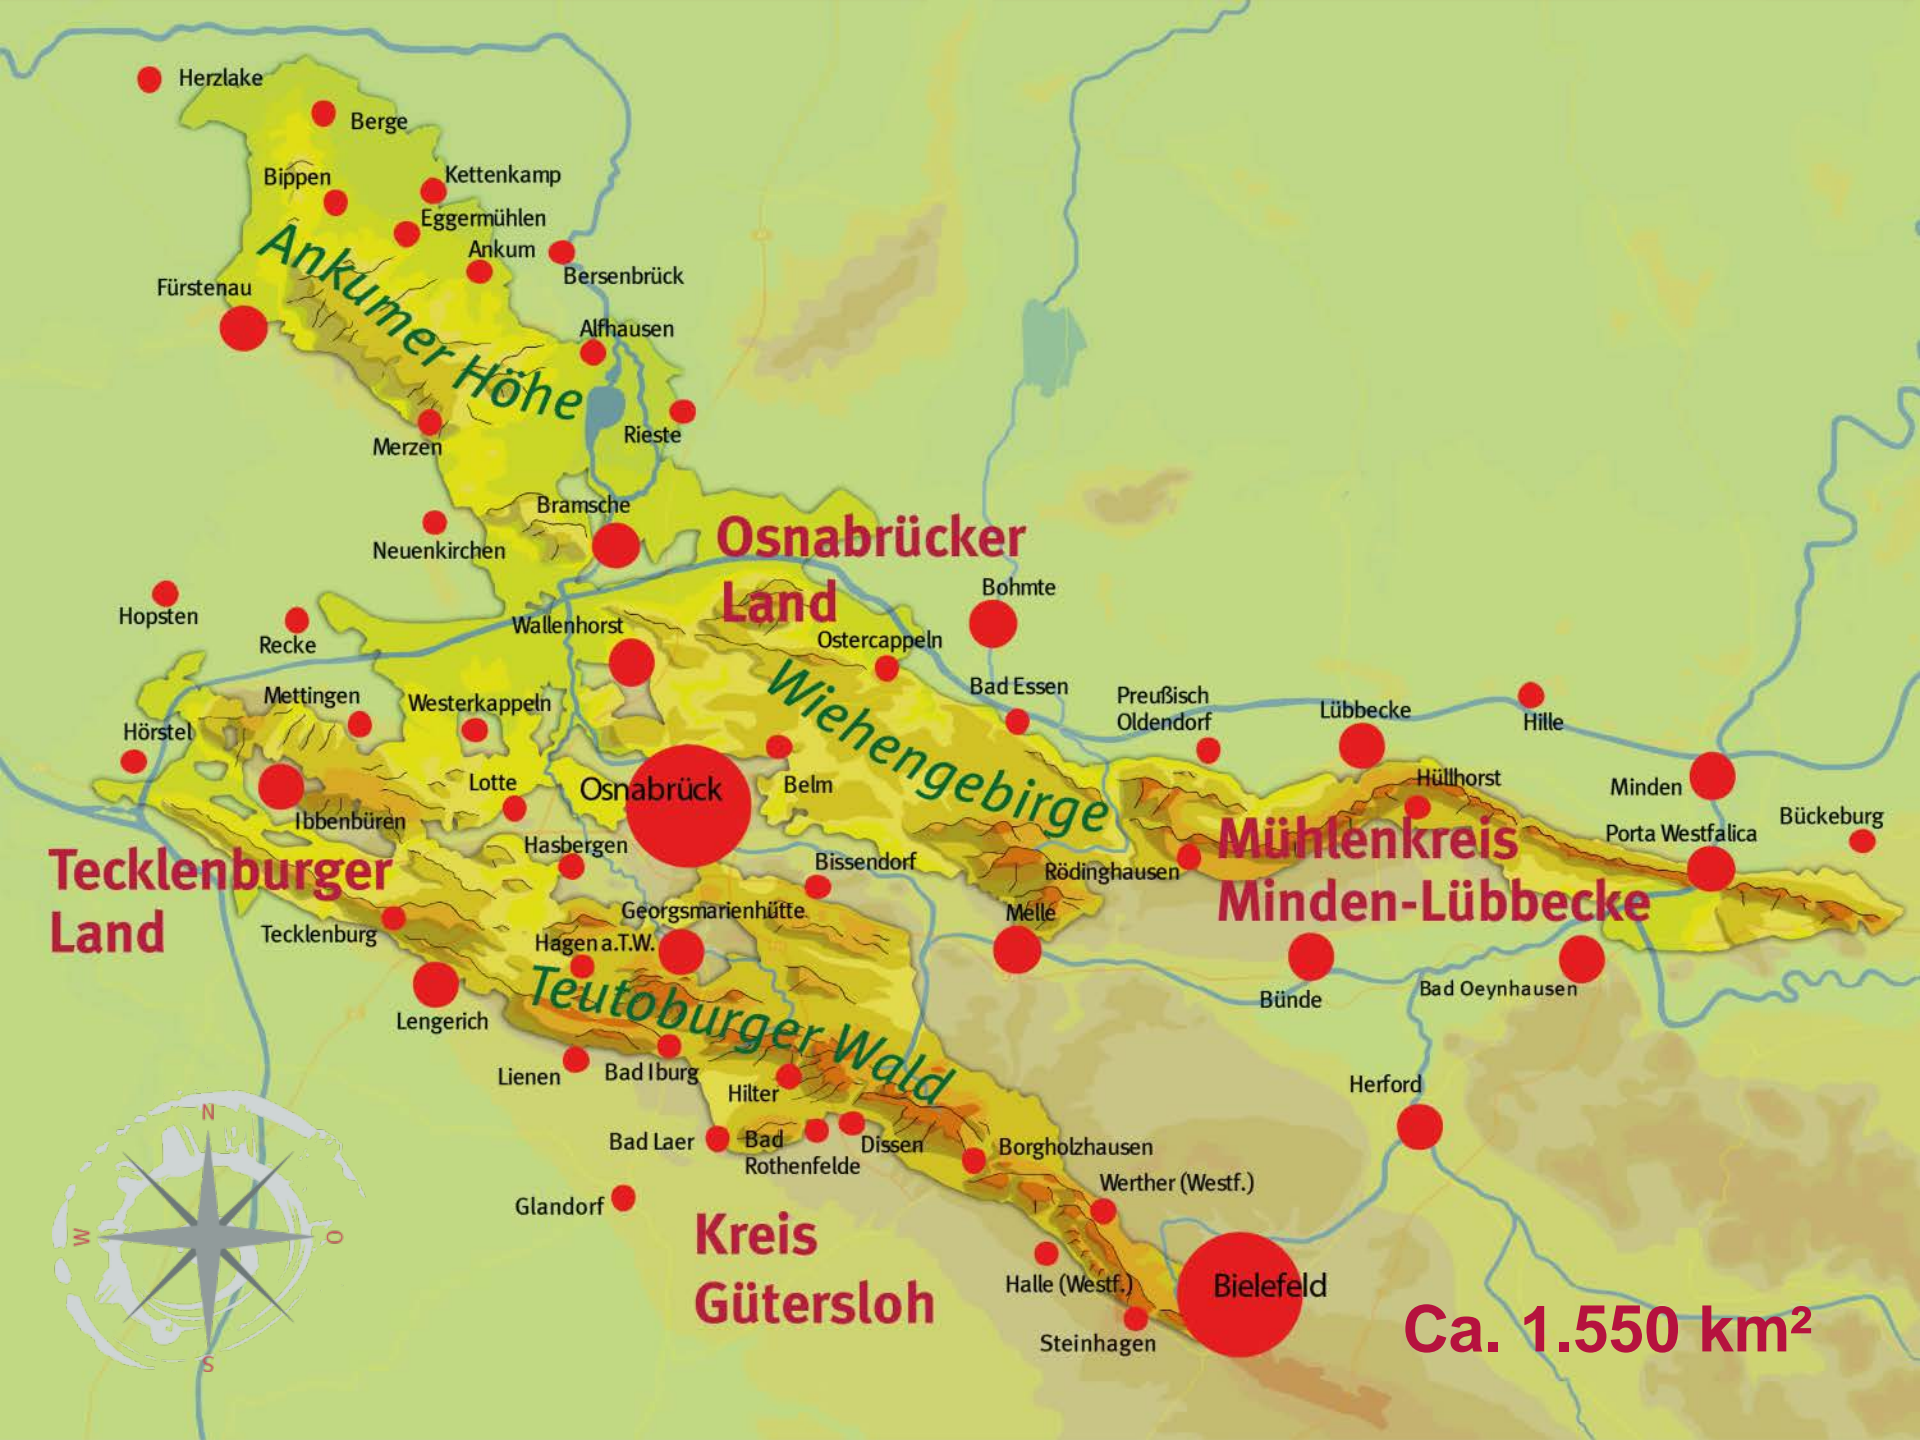 Herzlake
Berge
Bippen
Kettenkamp
Eggermühlen
Ankum
Bersenbrück
Fürstenau
Ankumer Höhe
Alfhausen
Rieste
Merzen
Bramsche
Neuenkirchen
Osnabrücker
Land
Bohmte
Hopsten
Recke
Wallenhorst
Ostercappeln
Mettingen
Westerkappeln
Wiehengebirge
Bad Essen
Preußisch
Oldendorf
Lübbecke
Hille
Hörstel
Lotte
Osnabrück
Belm
Hüllhorst
Minden
Ibbenbüren
Hasbergen
Bissendorf
Rödinghausen
Mühlenkreis
Minden-Lübbecke
Porta Westfalica
Bückeburg
Tecklenburger
Land
Tecklenburg
Georgsmarienhütte
Hagen a.T.W.
Melle
Teutoburger Wald
Lengerich
Bünde
Bad Oeynhausen
Lienen
Bad Iburg
Hilter
Herford
Bad Laer
Bad
Rothenfelde
Dissen
Borgholzhausen
Werther (Westf.)
Glandorf
Kreis
Gütersloh
Halle (Westf.)
Bielefeld
Steinhagen
Ca. 1.550 km²
N
W
O
S